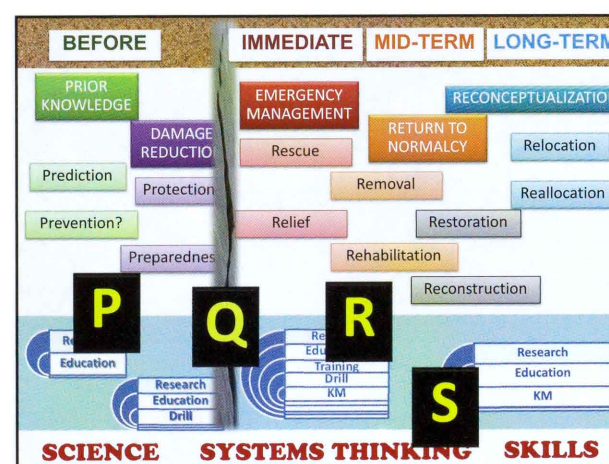 BEFORE
IMMEDIATE
MID-TERM
LONG-TERM
PRIOR
KNOWLEDGE
EMERGENCY
MANAGEMENT
RECONCEPTUALIZATIO
DAMAGE
REDUCTION
RETURN TO
NORMALCY
Rescue
Relocation
Prediction
Protection
Removal
Reallocation
Prevention?
Relief
Restoration
Preparednes
Rehabilitation
Reconstruction
P
Q
R
S
Education
Research
Education
Drill
Training
Drill
KM
Research
Education
KM
SCIENCE
SYSTEMS THINKING
SKILLS